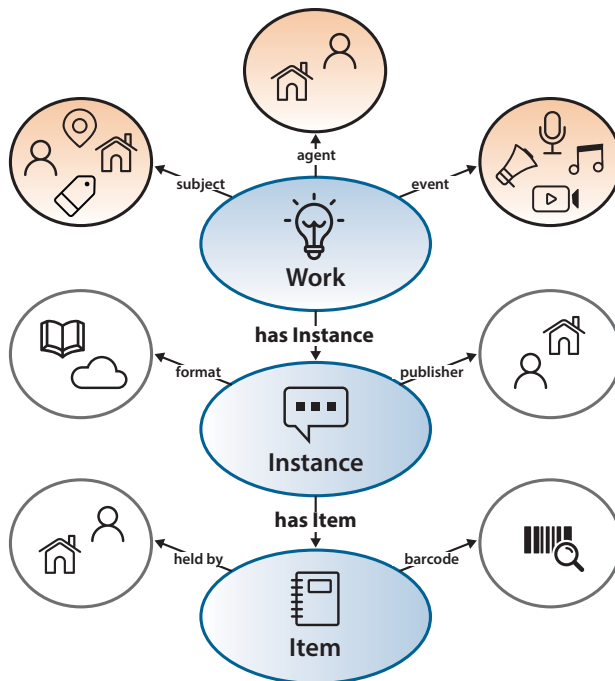 agent
subject
event
Work
has Instance
format
publisher
Instance
has Item
held by
barcode
Item